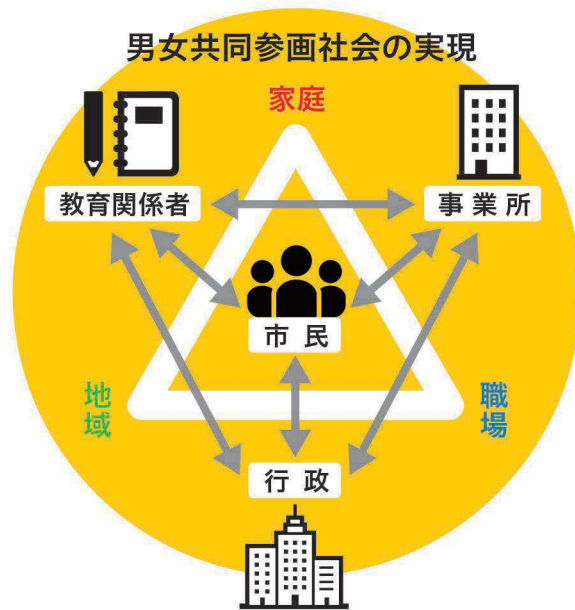 男女共同参画社会の実現
家庭
教育関係者
事業所
市民
地域
職場
行政